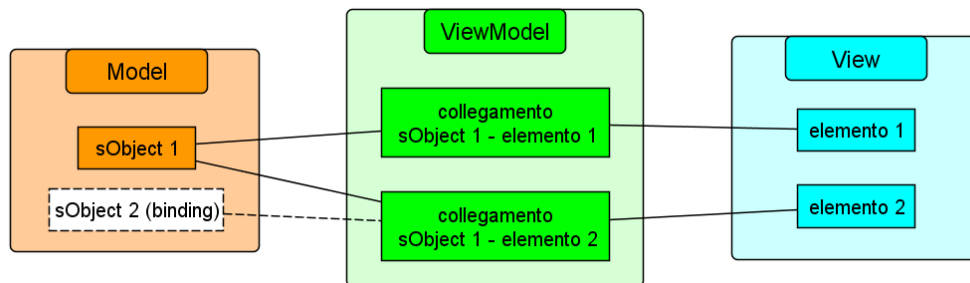 Model
sObject 1
sObject 2 (binding)
ViewModel
collegamento
sObject 1 - elemento 1
collegamento
sObject 1 - elemento 2
View
elemento 1
elemento 2